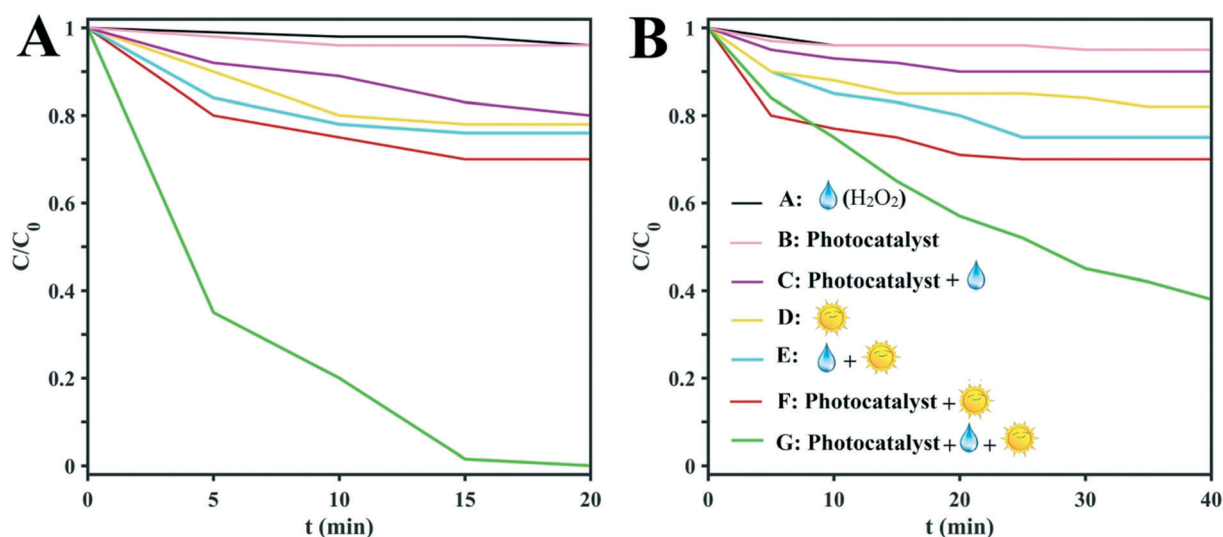 A
C/C₀
1
0.8
0.6
0.4
0.2
0
0 5 10 15 20
t (min)
B
C/C₀
1
0.8
0.6
0.4
0.2
0
A: (H₂O₂)
B: Photocatalyst
C: Photocatalyst +
D:
E: +
F: Photocatalyst +
G: Photocatalyst + +
0 10 20 30 40
t (min)